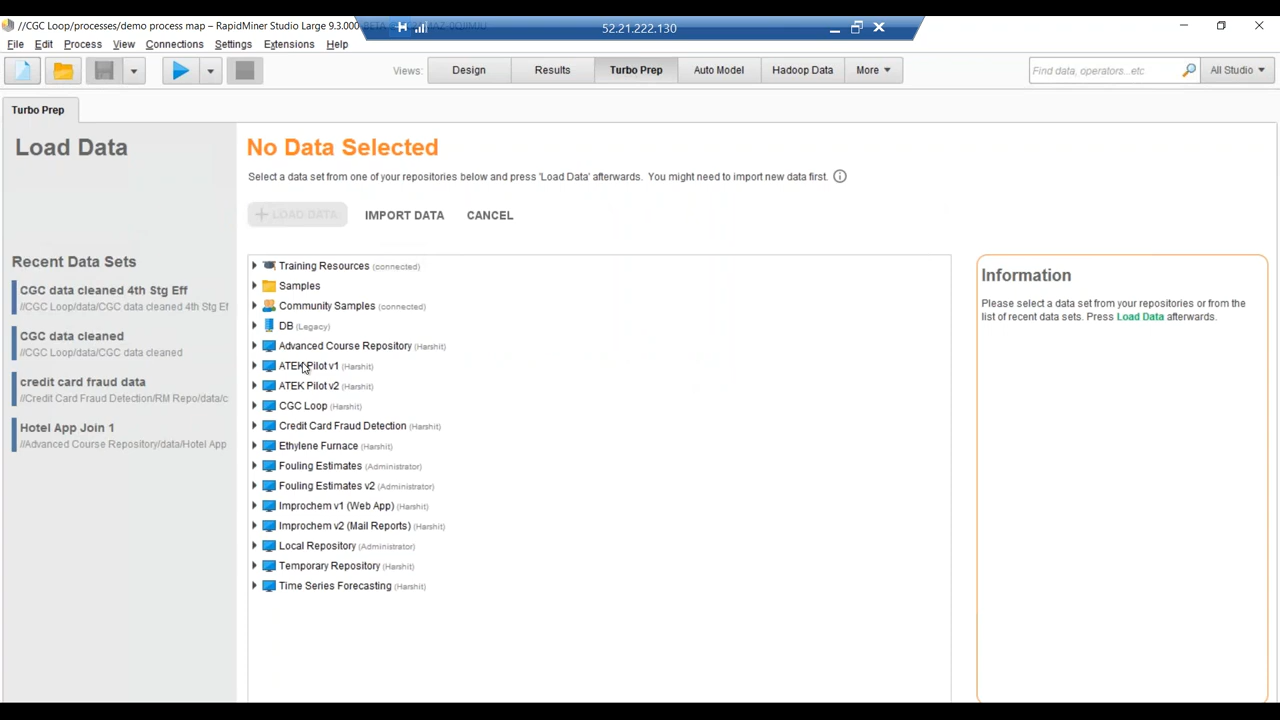 //CGC Loop/processes/demo process map – RapidMiner Studio Large 9.3.000
52.21.222.130
File Edit Process View Connections Settings Extensions Help
Views: Design Results Turbo Prep Auto Model Hadoop Data More Find data, operators...etc All Studio
Turbo Prep
Load Data
No Data Selected
Select a data set from one of your repositories below and press 'Load Data' afterwards. You might need to import new data first.
+ LOAD DATA IMPORT DATA CANCEL
Recent Data Sets
CGC data cleaned 4th Stg Eff
//CGC Loop/data/CGC data cleaned 4th Stg Ef
CGC data cleaned
//CGC Loop/data/CGC data cleaned
credit card fraud data
//Credit Card Fraud Detection/RM Repo/data/c
Hotel App Join 1
//Advanced Course Repository/data/Hotel App
Training Resources (connected)
Samples
Community Samples (connected)
DB (Legacy)
Advanced Course Repository (Harshit)
ATEK Pilot v1 (Harshit)
ATEK Pilot v2 (Harshit)
CGC Loop (Harshit)
Credit Card Fraud Detection (Harshit)
Ethylene Furnace (Harshit)
Fouling Estimates (Administrator)
Fouling Estimates v2 (Administrator)
Improchem v1 (Web App) (Harshit)
Improchem v2 (Mail Reports) (Harshit)
Local Repository (Administrator)
Temporary Repository (Harshit)
Time Series Forecasting (Harshit)
Information
Please select a data set from your repositories or from the
list of recent data sets. Press Load Data afterwards.